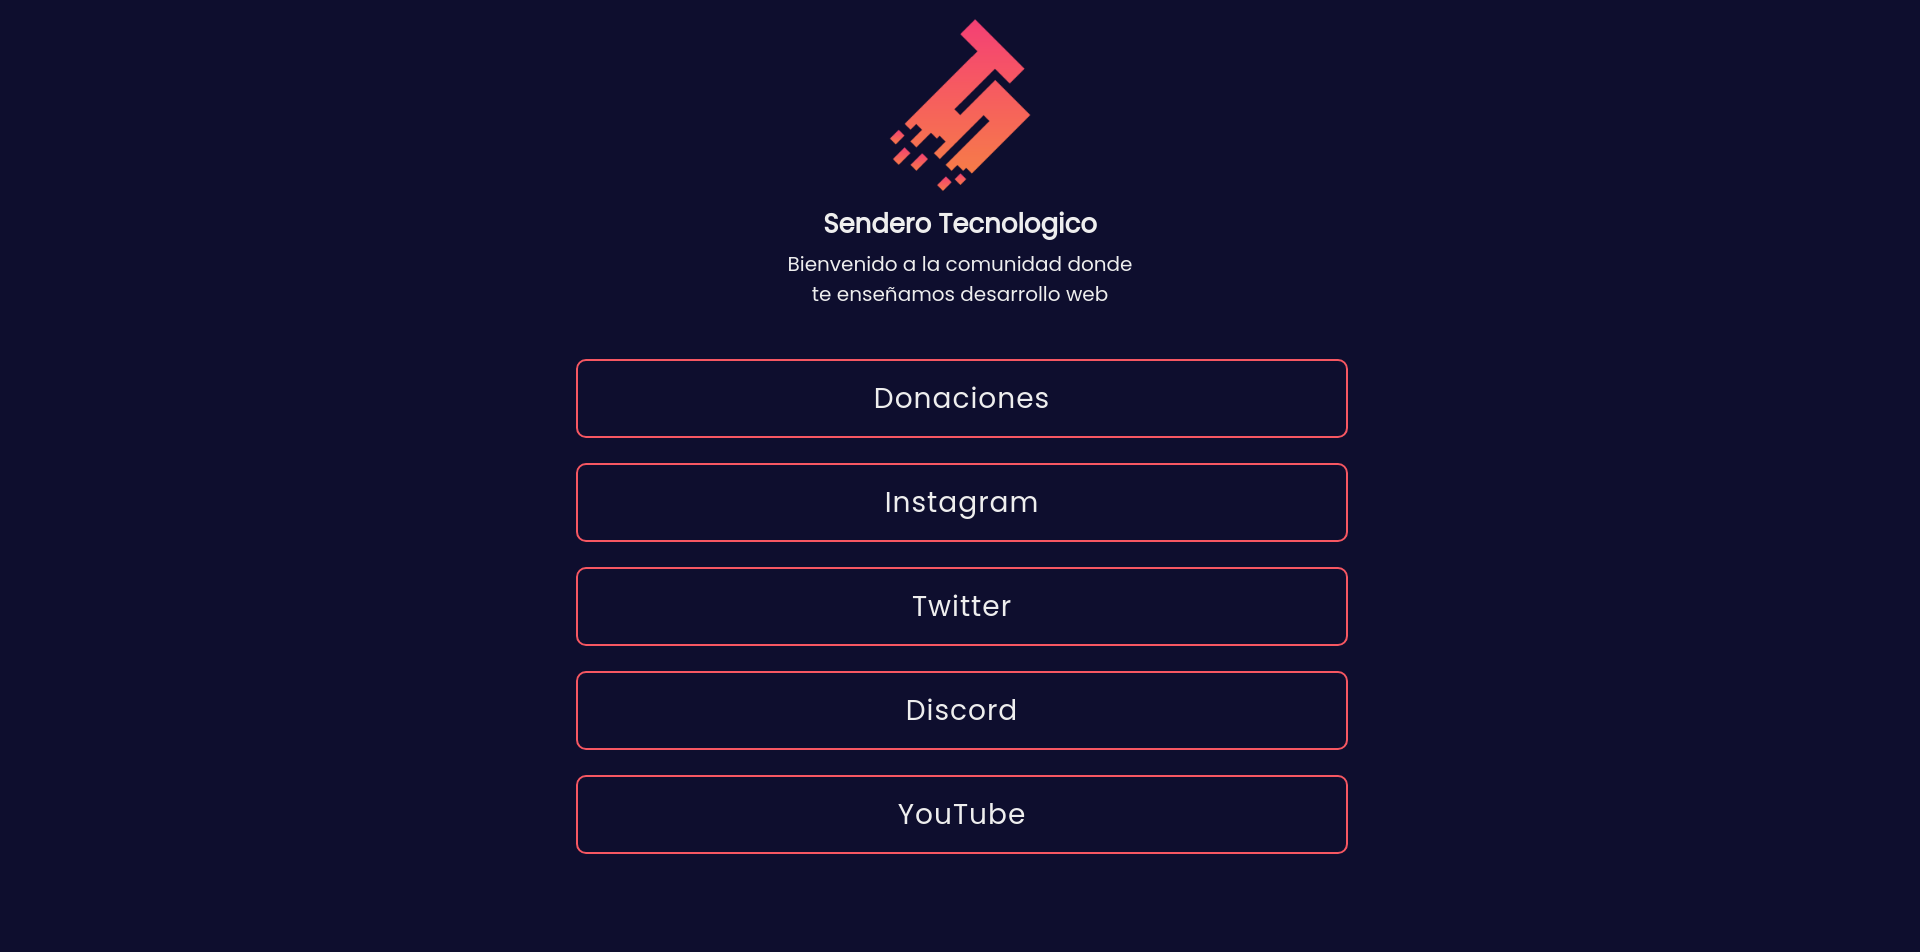 Sendero Tecnologico
Bienvenido a la comunidad donde
te enseñamos desarrollo web
Donaciones
Instagram
Twitter
Discord
YouTube